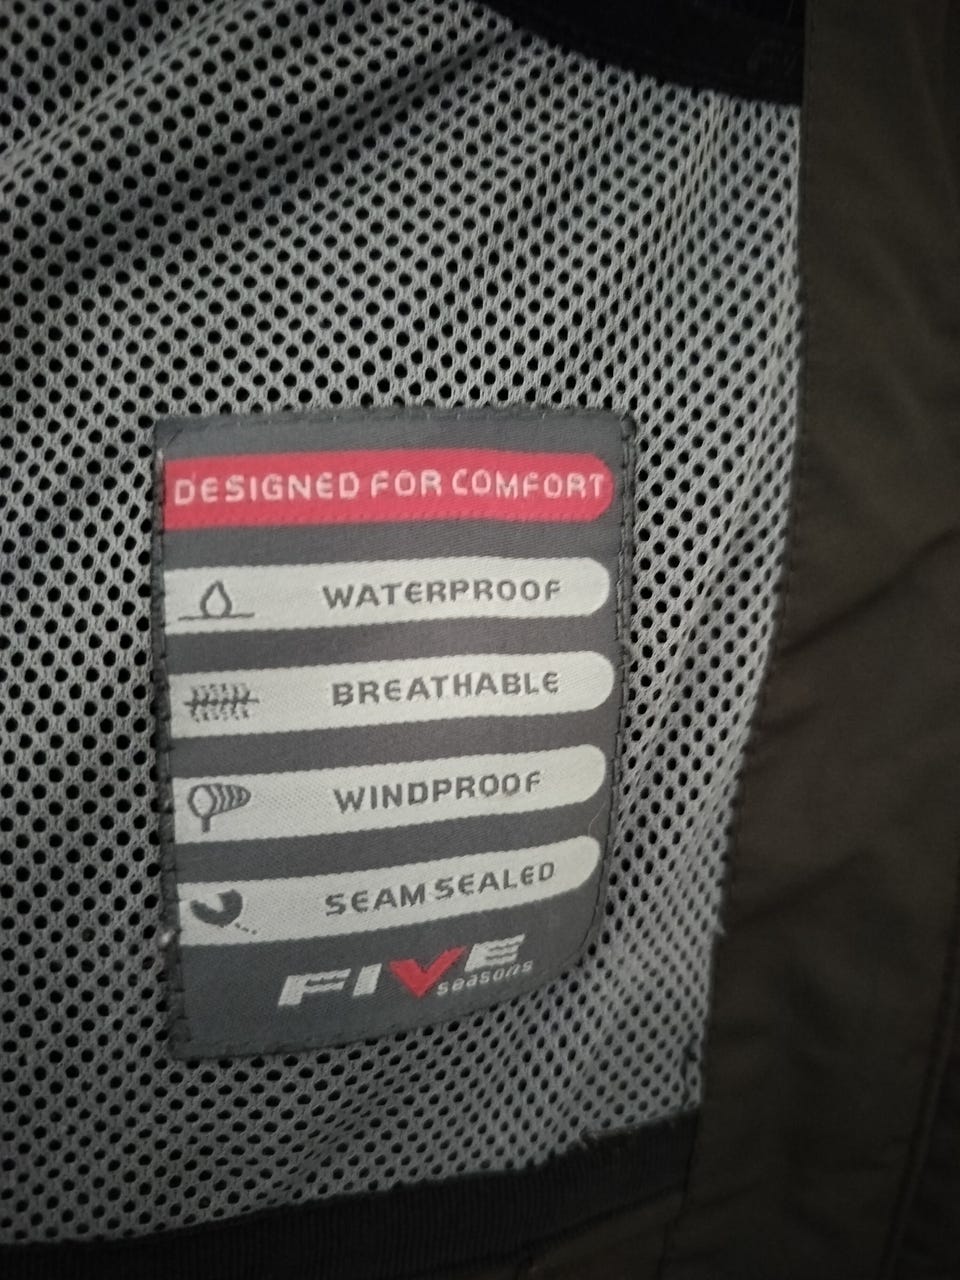 DESIGNED FOR COMFORT
WATERPROOF
BREATHABLE
WINDPROOF
SEAM SEALED
FIVE
seasons